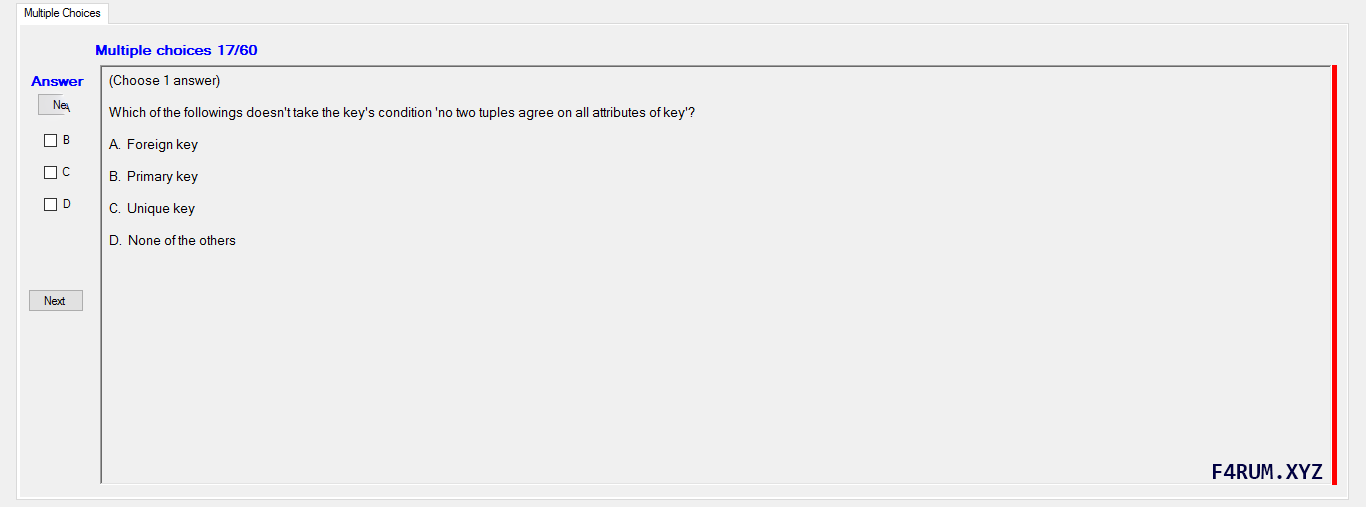 Multiple Choices
Multiple choices 17/60
Answer
(Choose 1 answer)
Which of the followings doesn't take the key's condition 'no two tuples agree on all attributes of key'?
B
A. Foreign key
C
B. Primary key
D
C. Unique key
D. None of the others
Next
F4RUM.XYZ